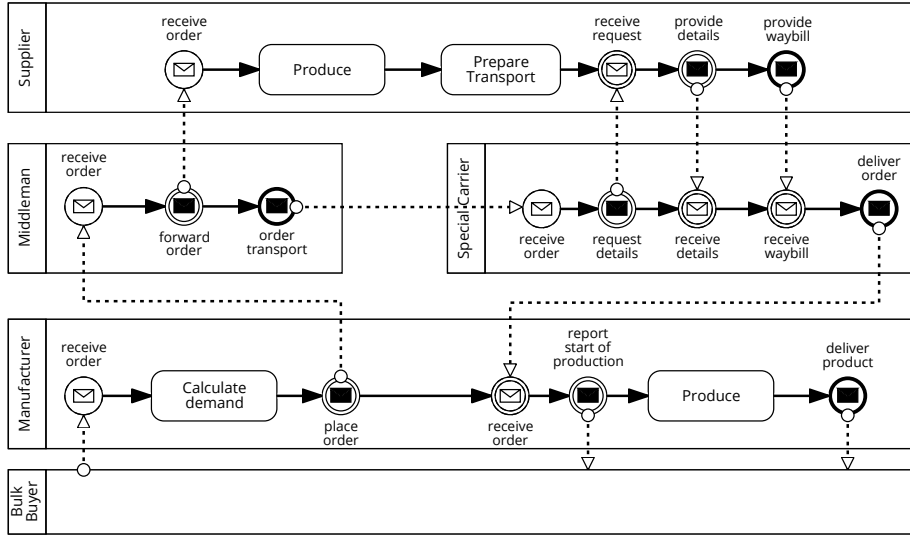 Supplier
receive
order
Produce
Prepare
Transport
receive
request
provide
details
provide
waybill
Middleman
receive
order
forward
order
order
transport
Special Carrier
receive
order
request
details
receive
details
receive
waybill
deliver
order
Manufacturer
receive
order
Calculate
demand
place
order
receive
order
report
start of
production
Produce
deliver
product
Bulk
Buyer